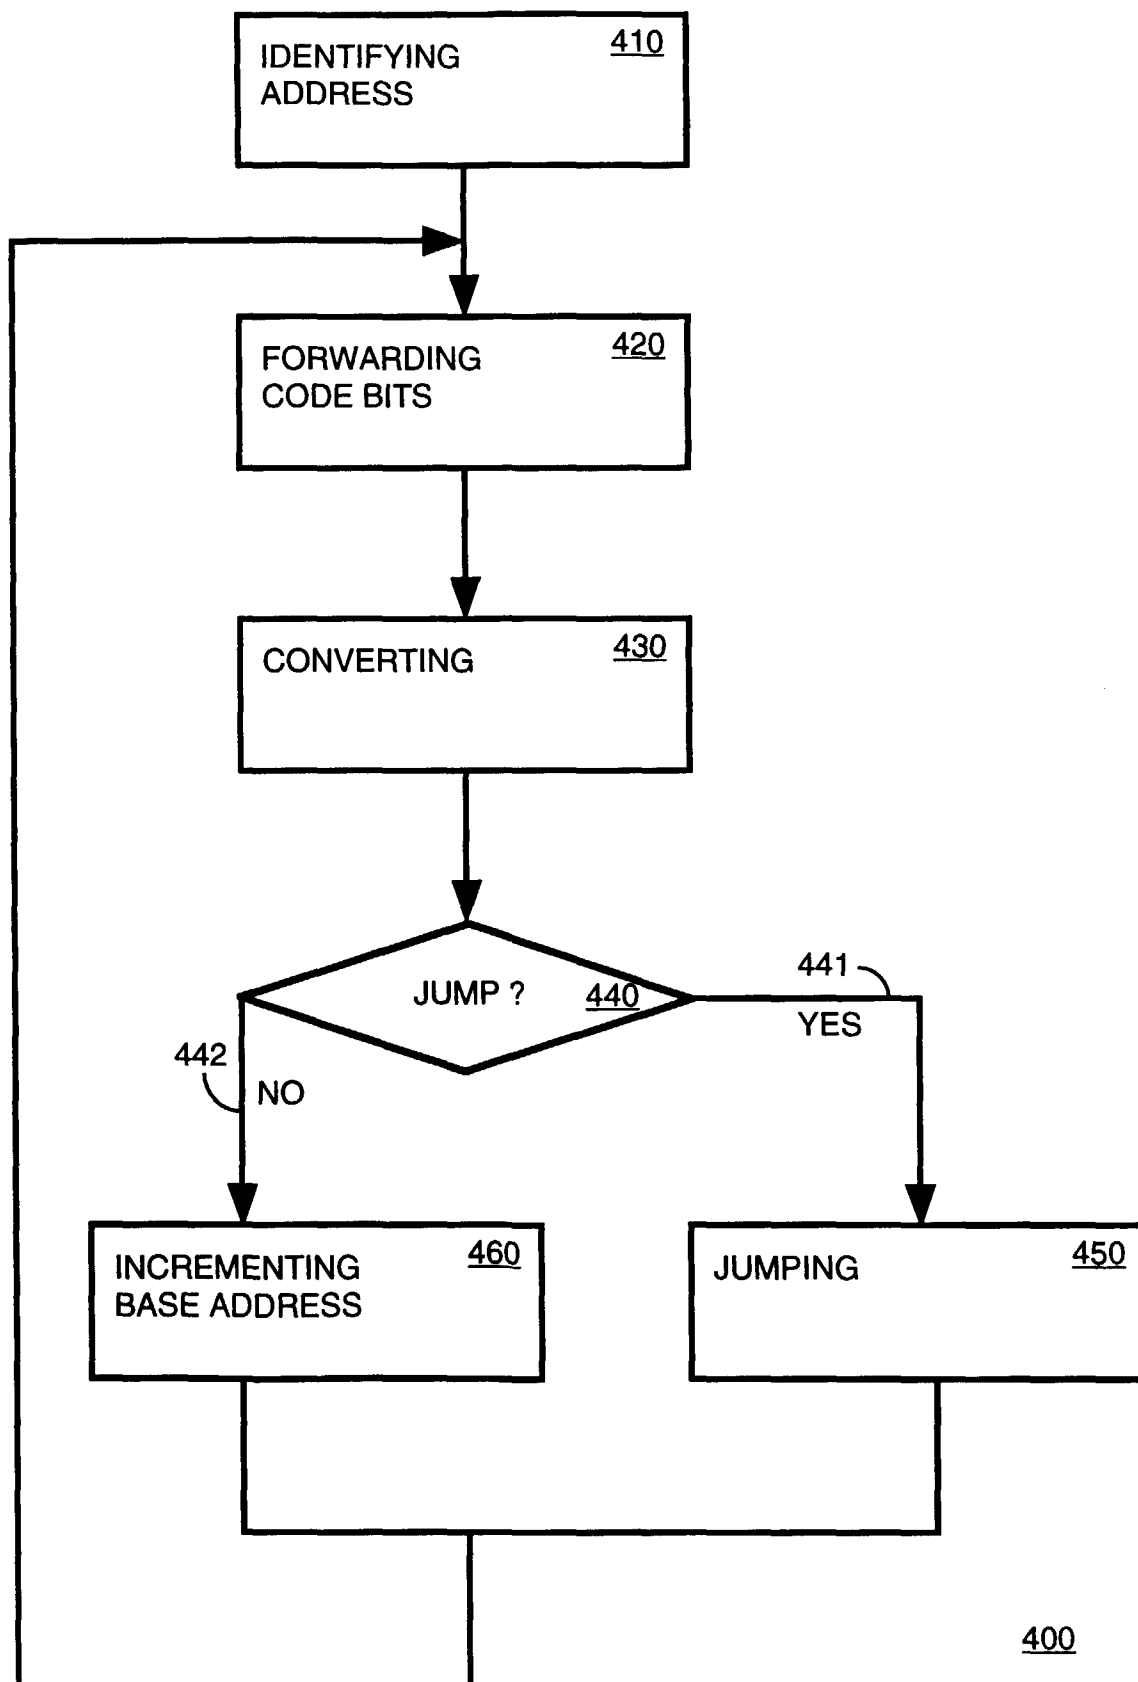 IDENTIFYING 410
ADDRESS
FORWARDING 420
CODE BITS
CONVERTING 430
JUMP ? 440
441
YES
442
NO
INCREMENTING 460
BASE ADDRESS
JUMPING 450
400